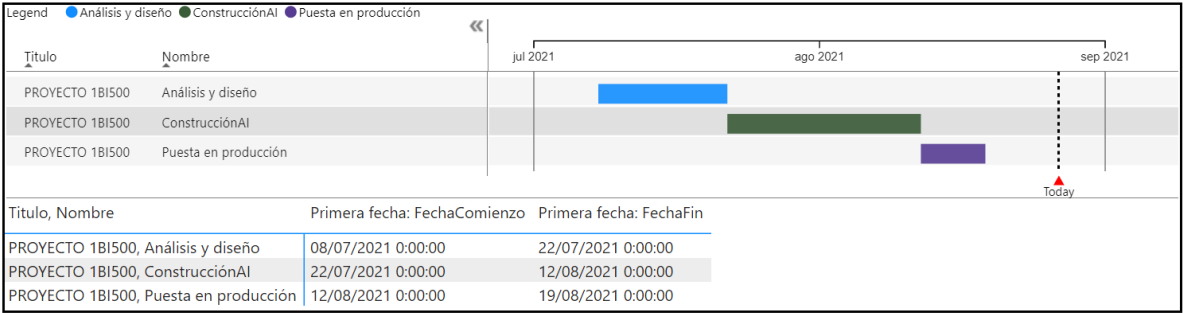 Legend Análisis y diseño ConstrucciónAI Puesta en producción
Titulo Nombre jul 2021 ago 2021 sep 2021
PROYECTO 1BI500 Análisis y diseño
PROYECTO 1BI500 ConstrucciónAI
PROYECTO 1BI500 Puesta en producción
Today
Titulo, Nombre Primera fecha: FechaComienzo Primera fecha: FechaFin
PROYECTO 1BI500, Análisis y diseño 08/07/2021 0:00:00 22/07/2021 0:00:00
PROYECTO 1BI500, ConstrucciónAI 22/07/2021 0:00:00 12/08/2021 0:00:00
PROYECTO 1BI500, Puesta en producción 12/08/2021 0:00:00 19/08/2021 0:00:00